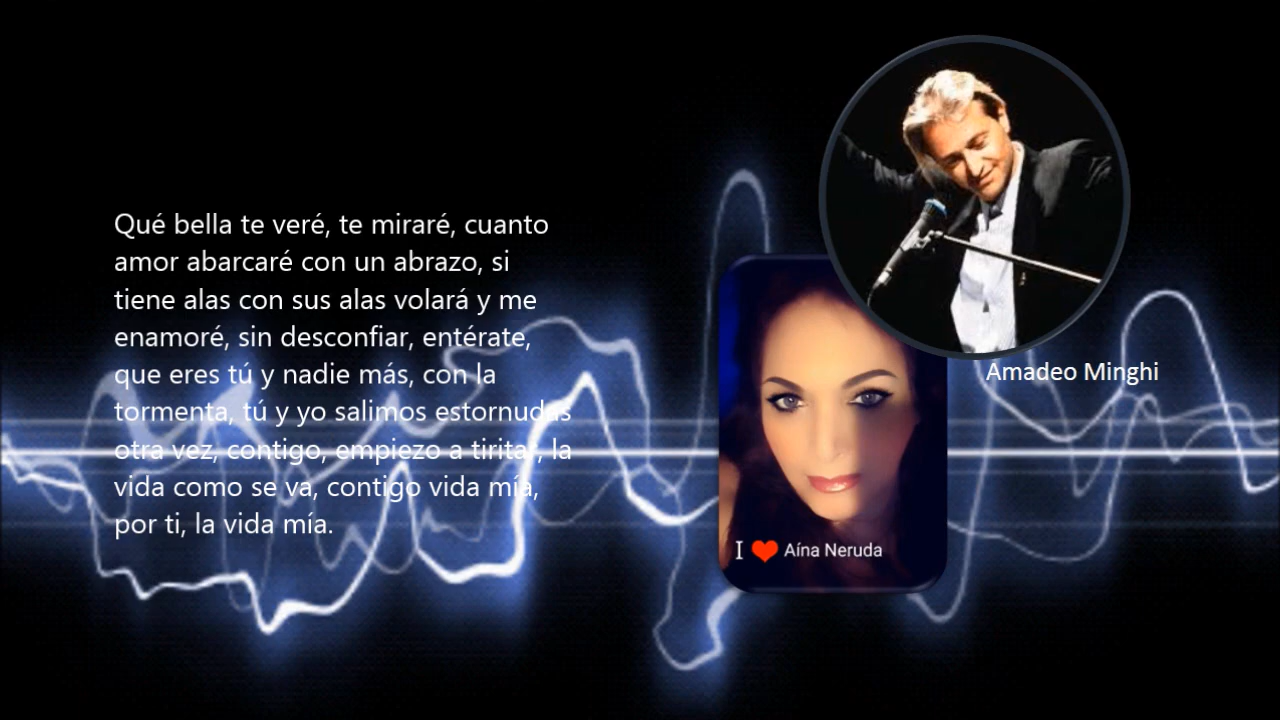 Qué bella te veré, te miraré, cuanto
amor abarcaré con un abrazo, si
tiene alas con sus alas volará y me
enamoré, sin desconfiar, entérate,
que eres tú y nadie más, con la
tormenta, tú y yo salimos estornudas
otra vez, contigo, empiezo a tiritar, la
vida como se va, contigo vida mía,
por ti, la vida mía.
Amadeo Minghi
I ❤ Aína Neruda